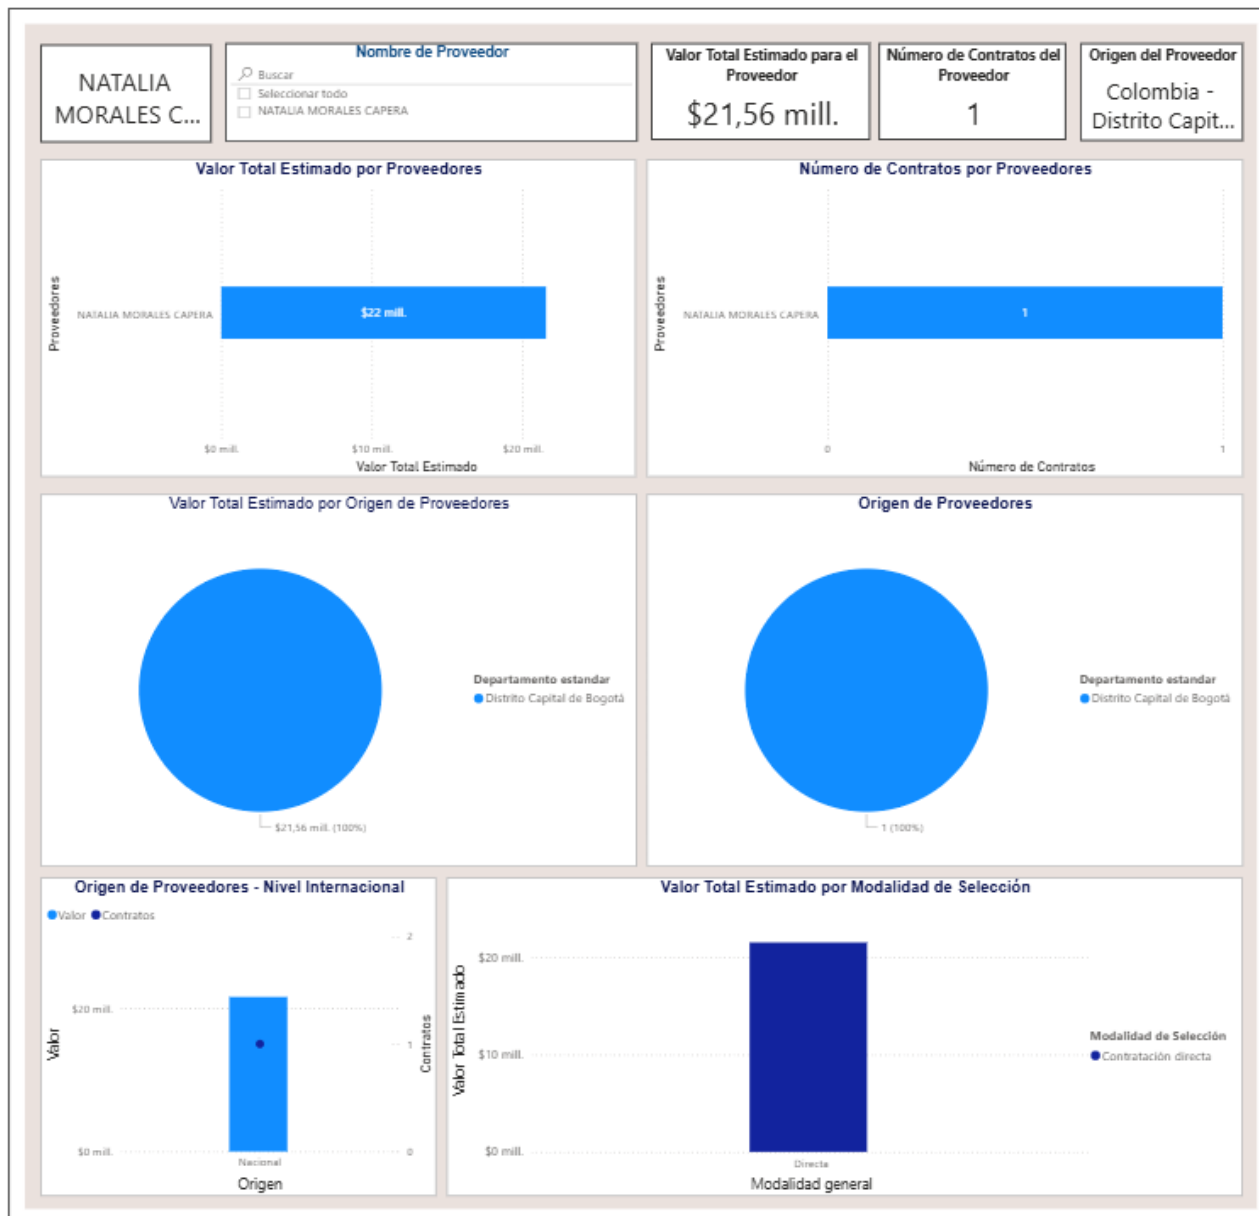 NATALIA
MORALES C...
Nombre de Proveedor
Buscar
Seleccionar todo
NATALIA MORALES CAPERA
Valor Total Estimado para el
Proveedor
$21,56 mill.
Número de Contratos del
Proveedor
1
Origen del Proveedor
Colombia -
Distrito Capit...
Valor Total Estimado por Proveedores
Proveedores
NATALIA MORALES CAPERA
$22 mill.
$0 mill.
$10 mill.
$20 mill.
Valor Total Estimado
Número de Contratos por Proveedores
Proveedores
NATALIA MORALES CAPERA
1
0
1
Número de Contratos
Valor Total Estimado por Origen de Proveedores
Departamento estandar
Distrito Capital de Bogotá
$21,56 mill. (100%)
Origen de Proveedores
Departamento estandar
Distrito Capital de Bogotá
1 (100%)
Origen de Proveedores - Nivel Internacional
Valor
Contratos
2
$20 mill.
1
Valor
Contratos
$0 mill.
0
Nacional
Origen
Valor Total Estimado por Modalidad de Selección
$20 mill.
Valor Total Estimado
$10 mill.
$0 mill.
Modalidad de Selección
Contratación directa
Directa
Modalidad general